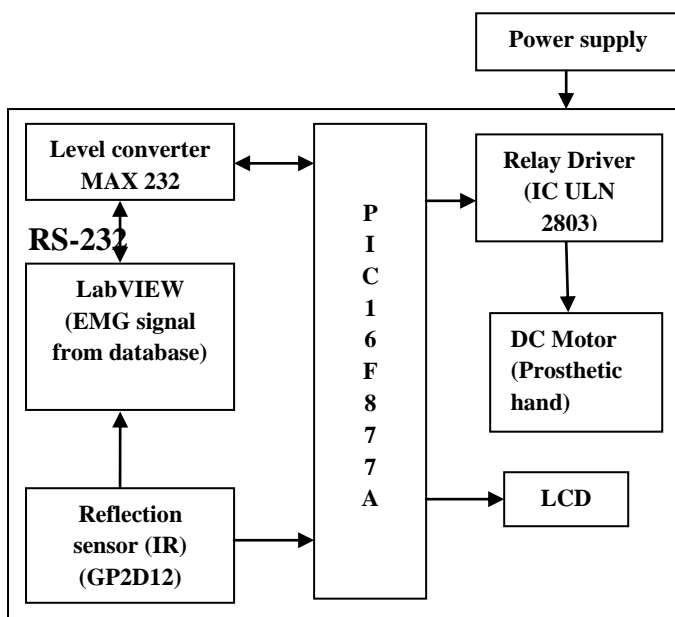 Power supply
Level converter
MAX 232
RS-232
LabVIEW
(EMG signal
from database)
Reflection
sensor (IR)
(GP2D12)
P
I
C
1
6
F
8
7
7
A
Relay Driver
(IC ULN
2803)
DC Motor
(Prosthetic
hand)
LCD